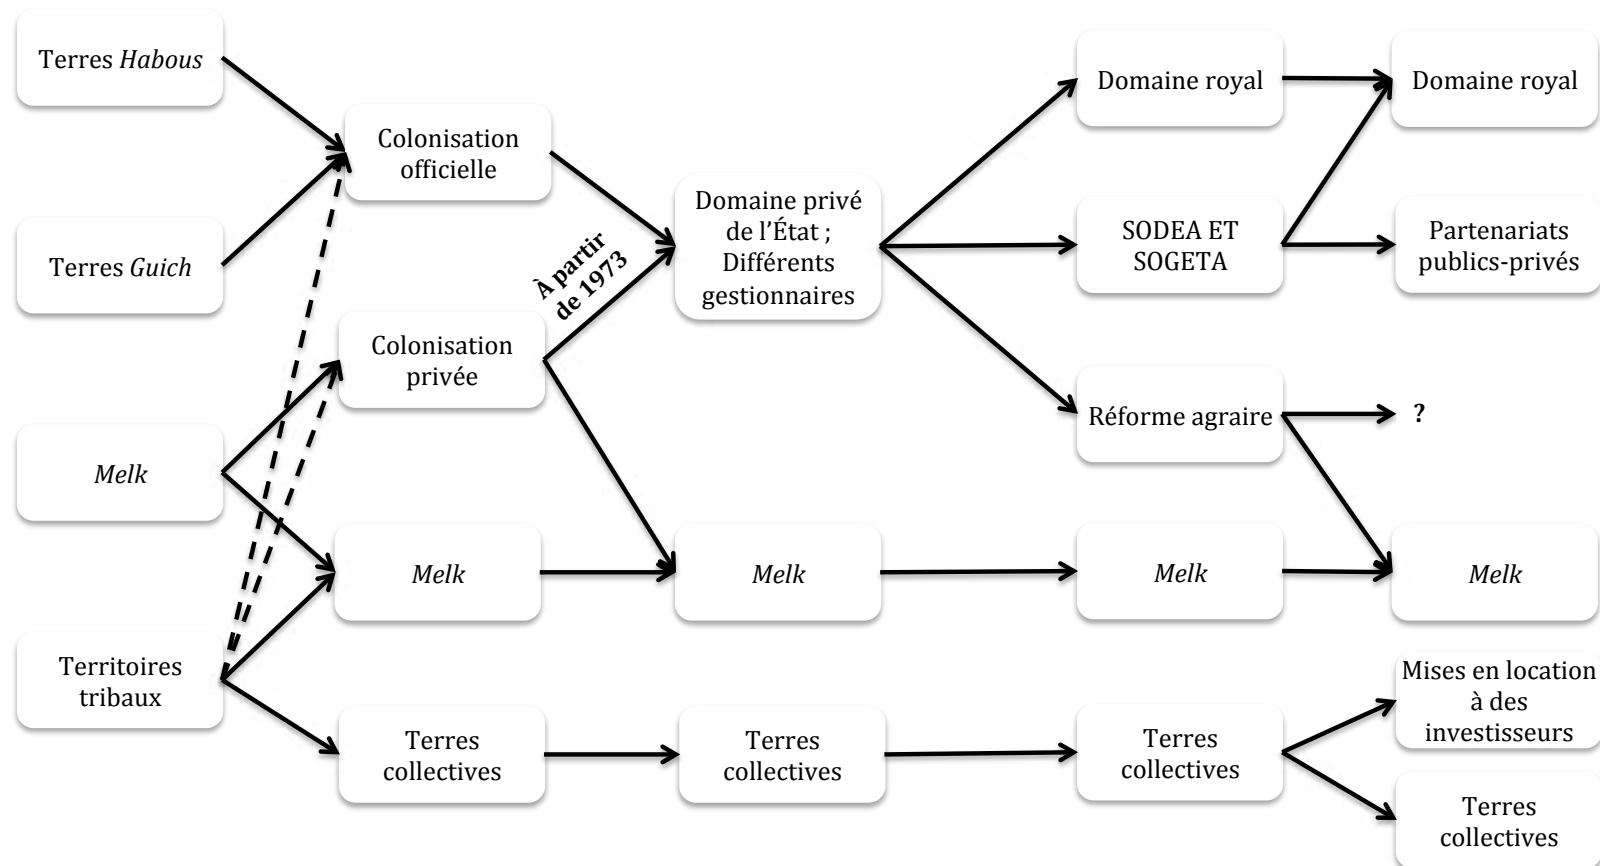 Terres Habous
Terres Guich
Melk
Territoires
tribaux
Colonisation
officielle
Colonisation
privée
Melk
Terres
collectives
À partir
de 1973
Domaine privé
de l’État ;
Différents
gestionnaires
Melk
Terres
collectives
Domaine royal
SODEA ET
SOGETA
Réforme agraire
Melk
Terres
collectives
Domaine royal
Partenariats
publics-privés
?
Melk
Mises en location
à des
investisseurs
Terres
collectives